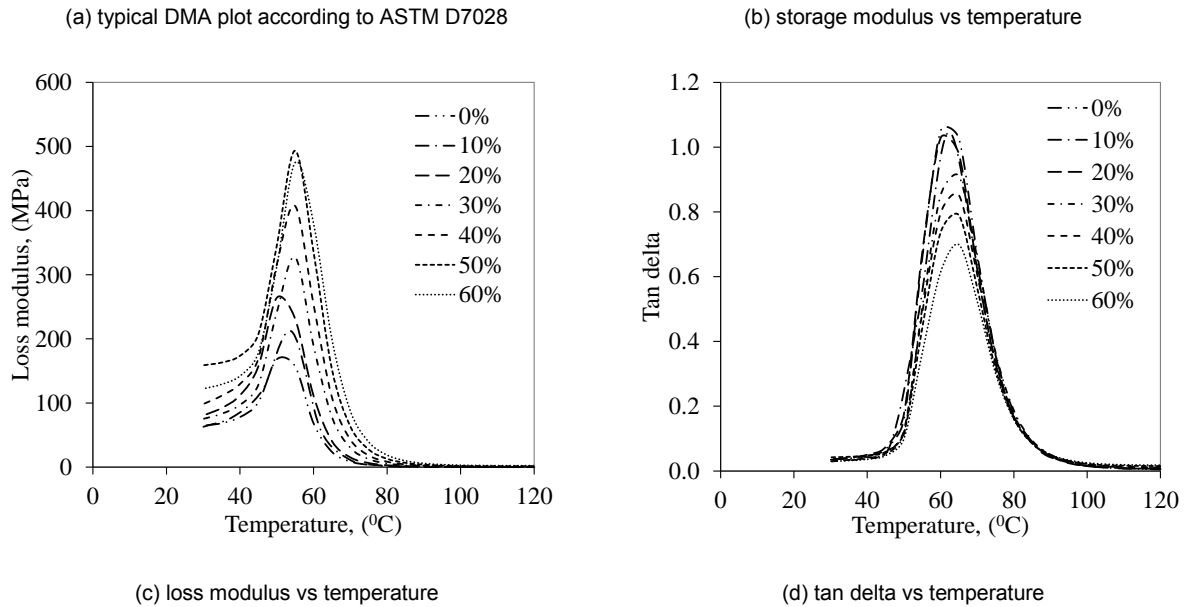 (a) typical DMA plot according to ASTM D7028
(b) storage modulus vs temperature
600
500
400
300
200
100
0
Loss modulus, (MPa)
0%
10%
20%
30%
40%
50%
60%
0 20 40 60 80 100 120
Temperature, (⁰C)
1.2
1.0
0.8
0.6
0.4
0.2
0.0
Tan delta
0%
10%
20%
30%
40%
50%
60%
0 20 40 60 80 100 120
Temperature, (⁰C)
(c) loss modulus vs temperature
(d) tan delta vs temperature